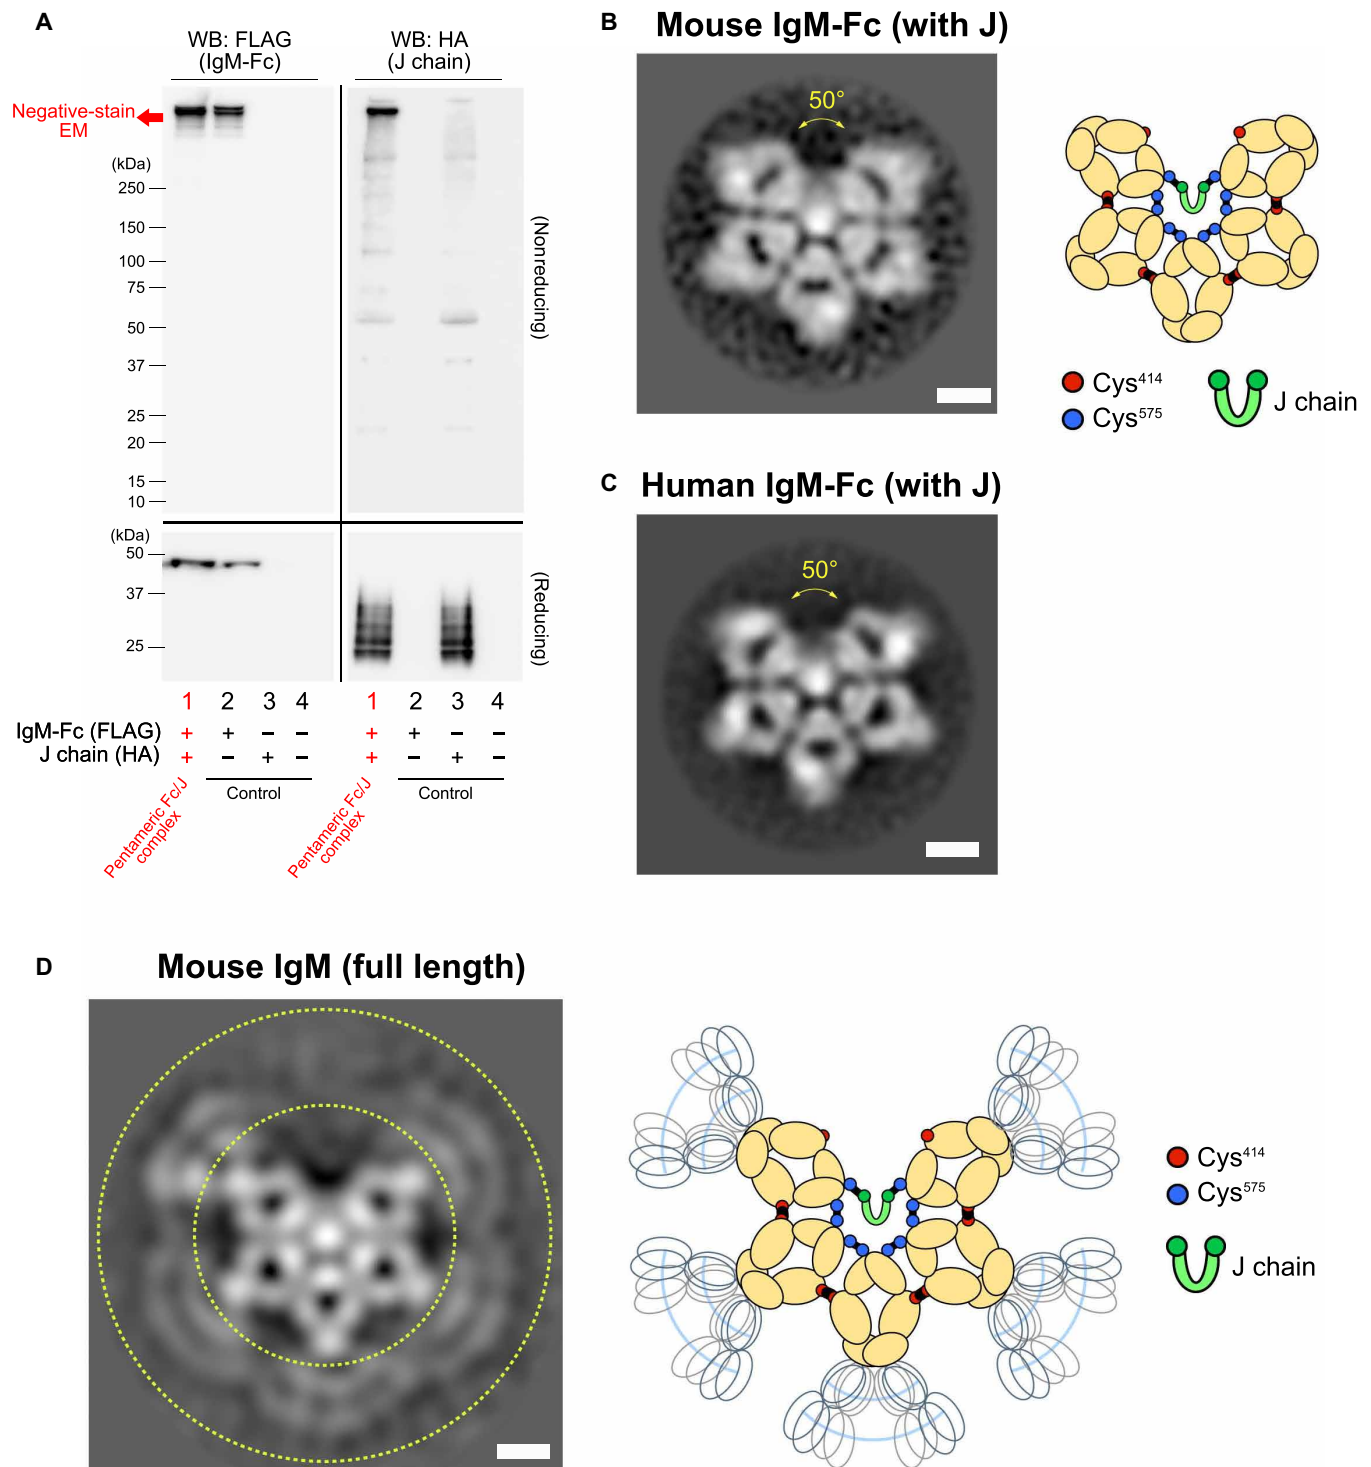 A
WB: FLAG
(IgM-Fc)
WB: HA
(J chain)
Negative-stain
EM
(kDa)
250
150
100
75
50
37
25
20
15
10
(Nonreducing)
(kDa)
50
37
25
(Reducing)
1 2 3 4 1 2 3 4
IgM-Fc (FLAG) + + − − + + − −
J chain (HA) + − + − + − + −
Control Control
Pentameric Fc/J
complex
Pentameric Fc/J
complex
B Mouse IgM-Fc (with J)
50°
Cys414
Cys575
J chain
C Human IgM-Fc (with J)
50°
D Mouse IgM (full length)
Cys414
Cys575
J chain